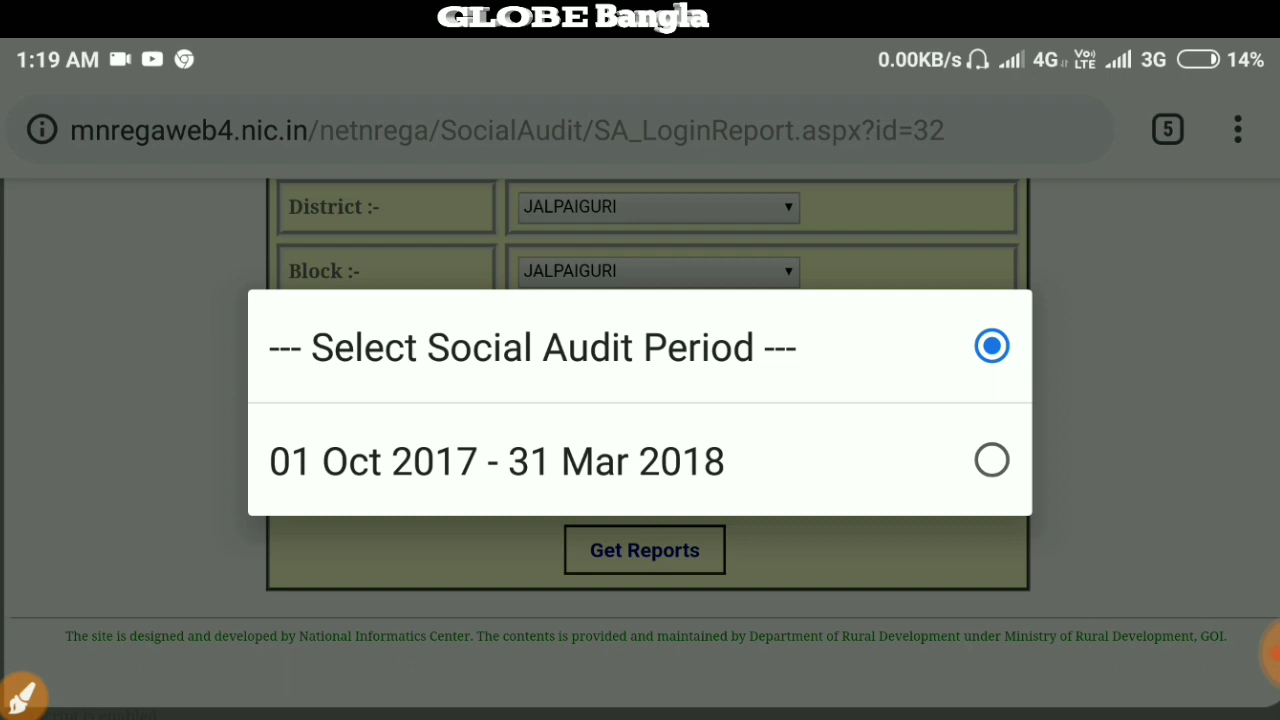 GLOBE Bangla
1:19 AM 0.00KB/s 4G Vo)) LTE 3G 14%
mnregaweb4.nic.in/netnrega/SocialAudit/SA_LoginReport.aspx?id=32 5
District :- JALPAIGURI
Block :- JALPAIGURI
--- Select Social Audit Period ---
01 Oct 2017 - 31 Mar 2018
Get Reports
The site is designed and developed by National Informatics Center. The contents is provided and maintained by Department of Rural Development under Ministry of Rural Development, GOI.